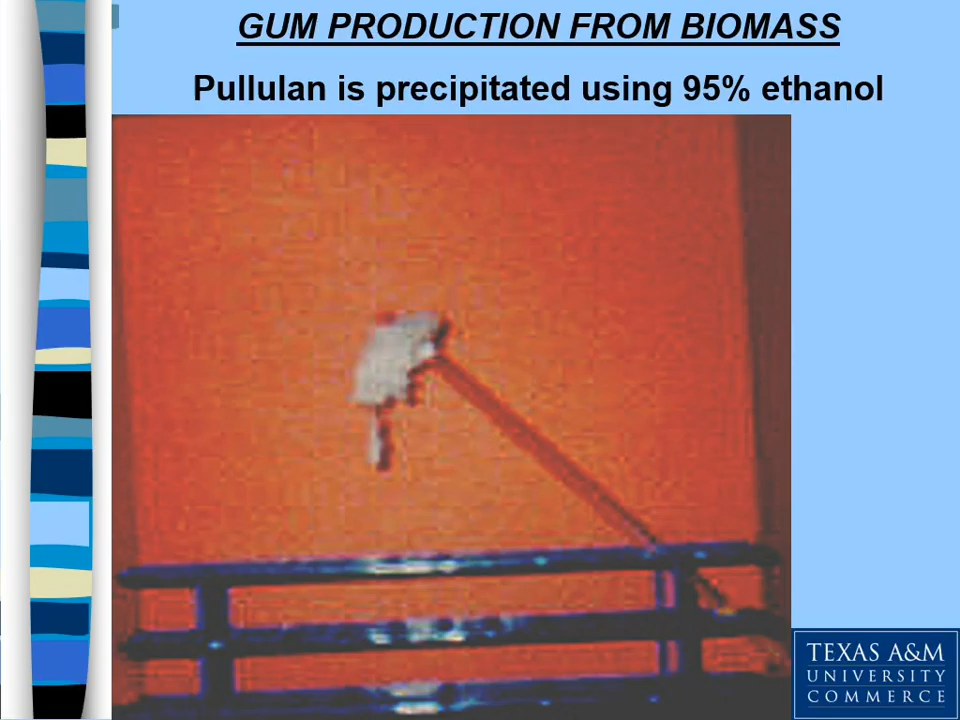 GUM PRODUCTION FROM BIOMASS
Pullulan is precipitated using 95% ethanol
TEXAS A&M
UNIVERSITY
COMMERCE